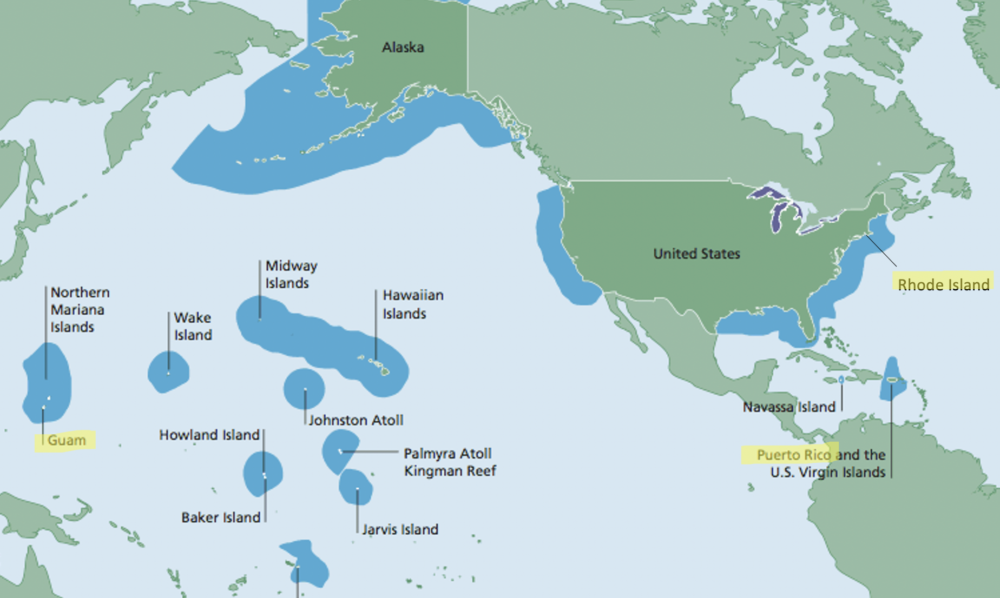 Alaska
United States
Rhode Island
Midway
Islands
Hawaiian
Islands
Northern
Mariana
Islands
Wake
Island
Guam
Johnston Atoll
Howland Island
Palmyra Atoll
Kingman Reef
Baker Island
Jarvis Island
Navassa Island
Puerto Rico and the
U.S. Virgin Islands